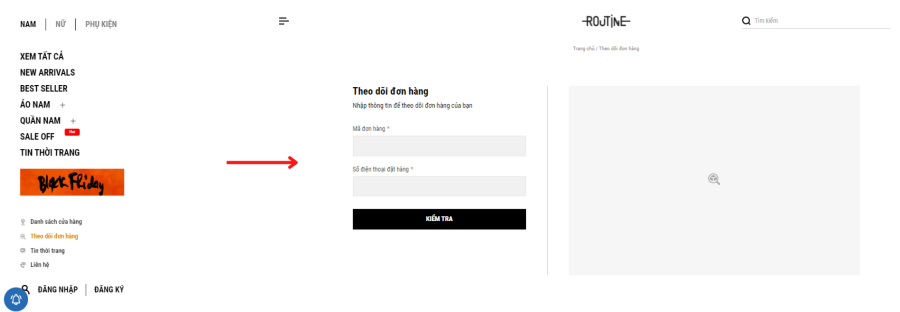 NAM | NỮ | PHỤ KIỆN
XEM TẤT CẢ
NEW ARRIVALS
BEST SELLER
ÁO NAM +
QUẦN NAM +
SALE OFF Hot
TIN THỜI TRANG
Black Friday
Danh sách cửa hàng
Theo dõi đơn hàng
Tin thời trang
Liên hệ
ĐĂNG NHẬP | ĐĂNG KÝ
ROUTINE
Tìm kiếm
Trang chủ / Theo dõi đơn hàng
Theo dõi đơn hàng
Nhập thông tin để theo dõi đơn hàng của bạn
Mã đơn hàng *
Số điện thoại đặt hàng *
KIỂM TRA